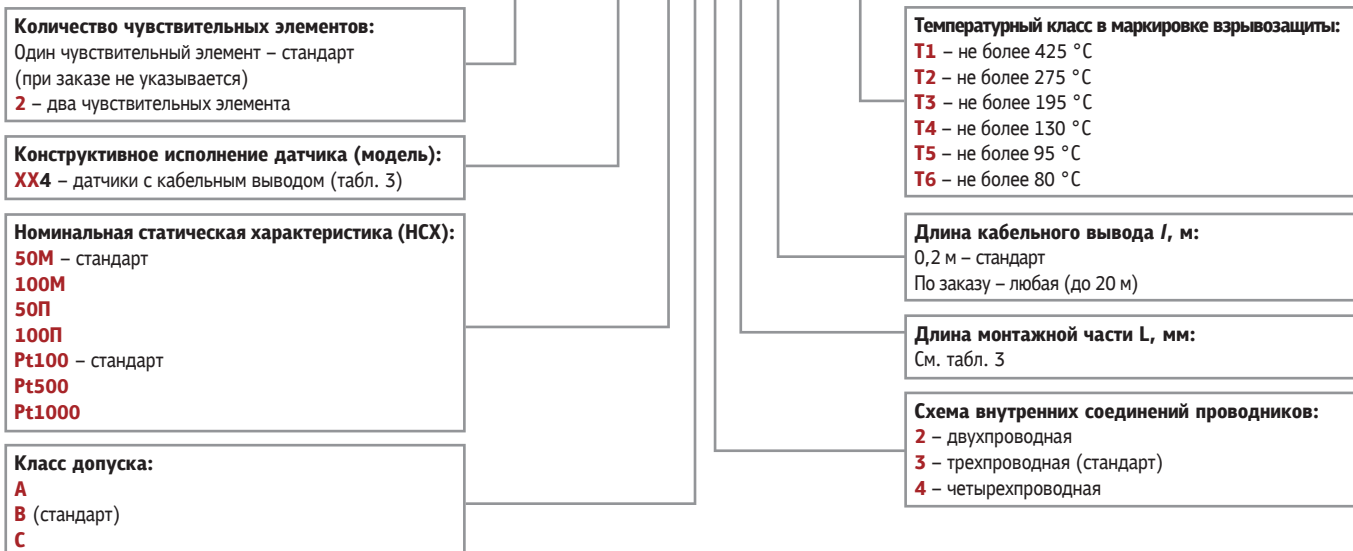 Количество чувствительных элементов:
Один чувствительный элемент – стандарт
(при заказе не указывается)
2 – два чувствительных элемента
Конструктивное исполнение датчика (модель):
XX4 – датчики с кабельным выводом (табл. 3)
Номинальная статическая характеристика (НСХ):
50М – стандарт
100М
50П
100П
Pt100 – стандарт
Pt500
Pt1000
Класс допуска:
A
B (стандарт)
C
Температурный класс в маркировке взрывозащиты:
T1 – не более 425 °C
T2 – не более 275 °C
T3 – не более 195 °C
T4 – не более 130 °C
T5 – не более 95 °C
T6 – не более 80 °C
Длина кабельного вывода l, м:
0,2 м – стандарт
По заказу – любая (до 20 м)
Длина монтажной части L, мм:
См. табл. 3
Схема внутренних соединений проводников:
2 – двухпроводная
3 – трехпроводная (стандарт)
4 – четырехпроводная